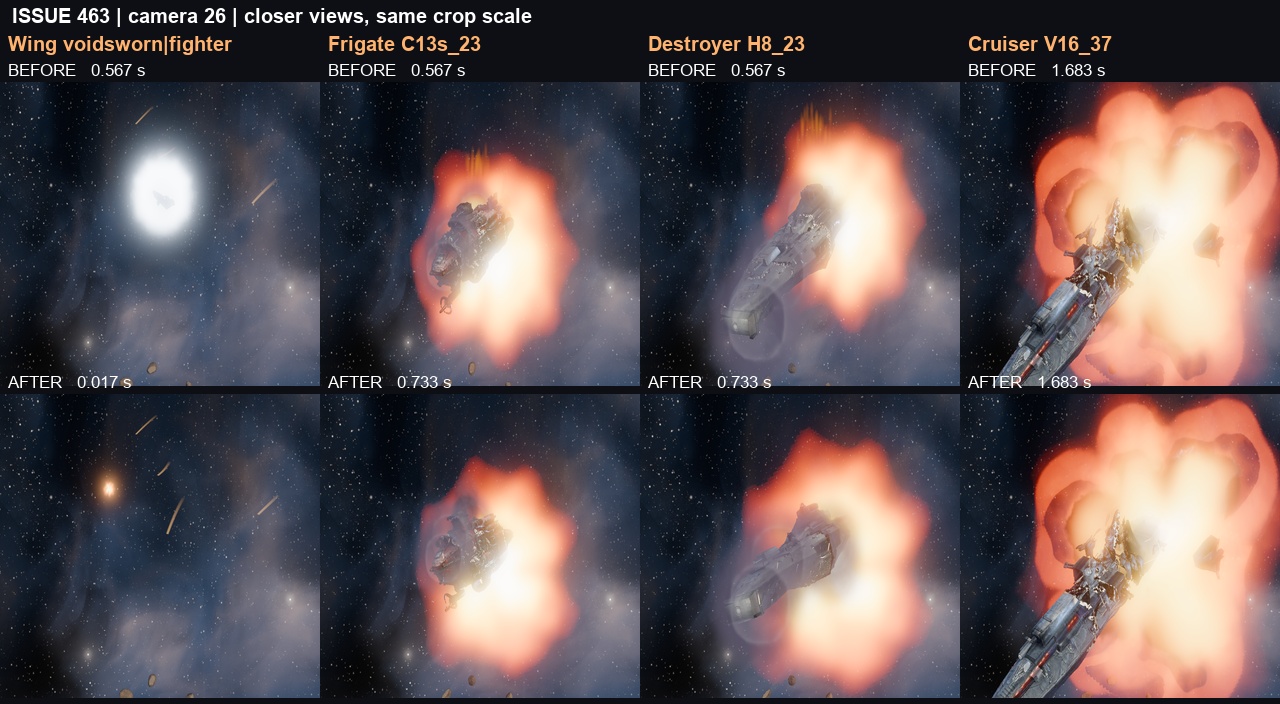 ISSUE 463 | camera 26 | closer views, same crop scale
Wing voidsworn|fighter Frigate C13s_23 Destroyer H8_23 Cruiser V16_37
BEFORE 0.567 s BEFORE 0.567 s BEFORE 0.567 s BEFORE 1.683 s
AFTER 0.017 s AFTER 0.733 s AFTER 0.733 s AFTER 1.683 s